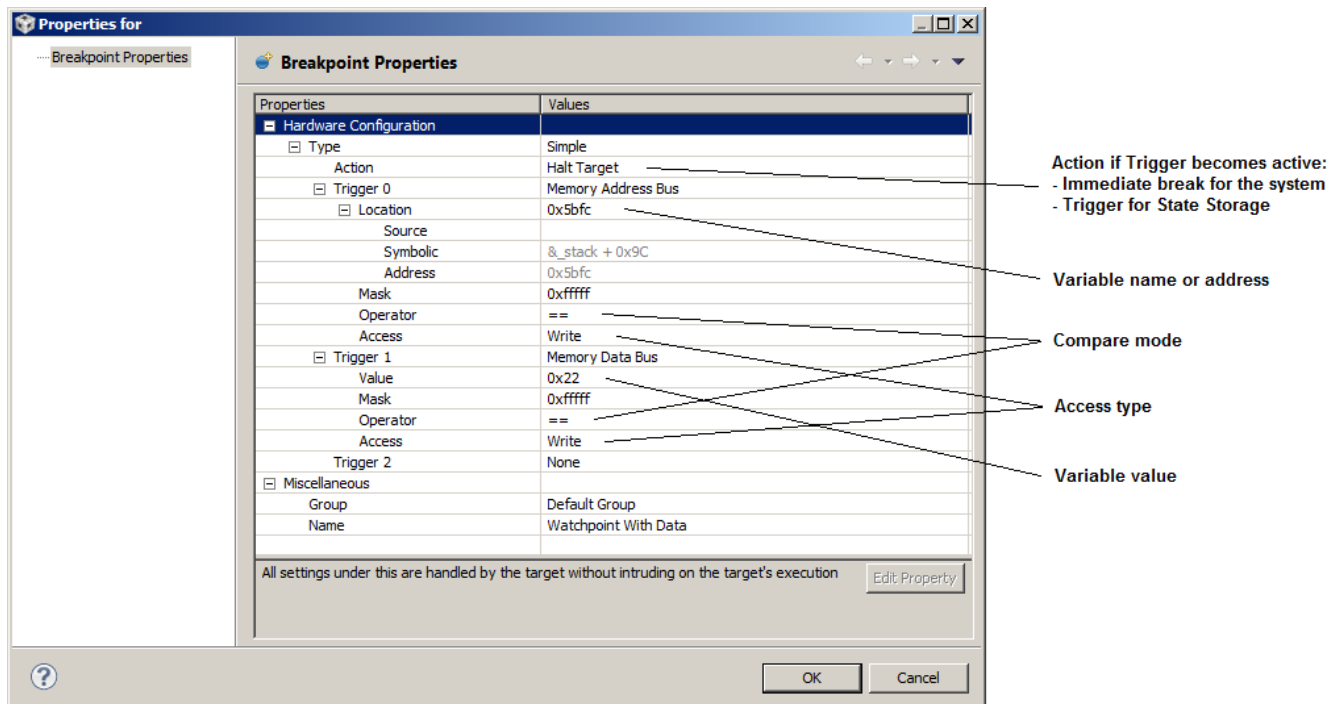 Properties for
Breakpoint Properties
Breakpoint Properties
Properties Values
Hardware Configuration
Type Simple
Action Halt Target
Trigger 0 Memory Address Bus
Location 0x5bfc
Source
Symbolic &_stack + 0x9C
Address 0x5bfc
Mask 0xfffff
Operator ==
Access Write
Trigger 1 Memory Data Bus
Value 0x22
Mask 0xfffff
Operator ==
Access Write
Trigger 2 None
Miscellaneous
Group Default Group
Name Watchpoint With Data
All settings under this are handled by the target without intruding on the target's execution
Edit Property
OK Cancel
Action if Trigger becomes active:
- Immediate break for the system
- Trigger for State Storage
Variable name or address
Compare mode
Access type
Variable value